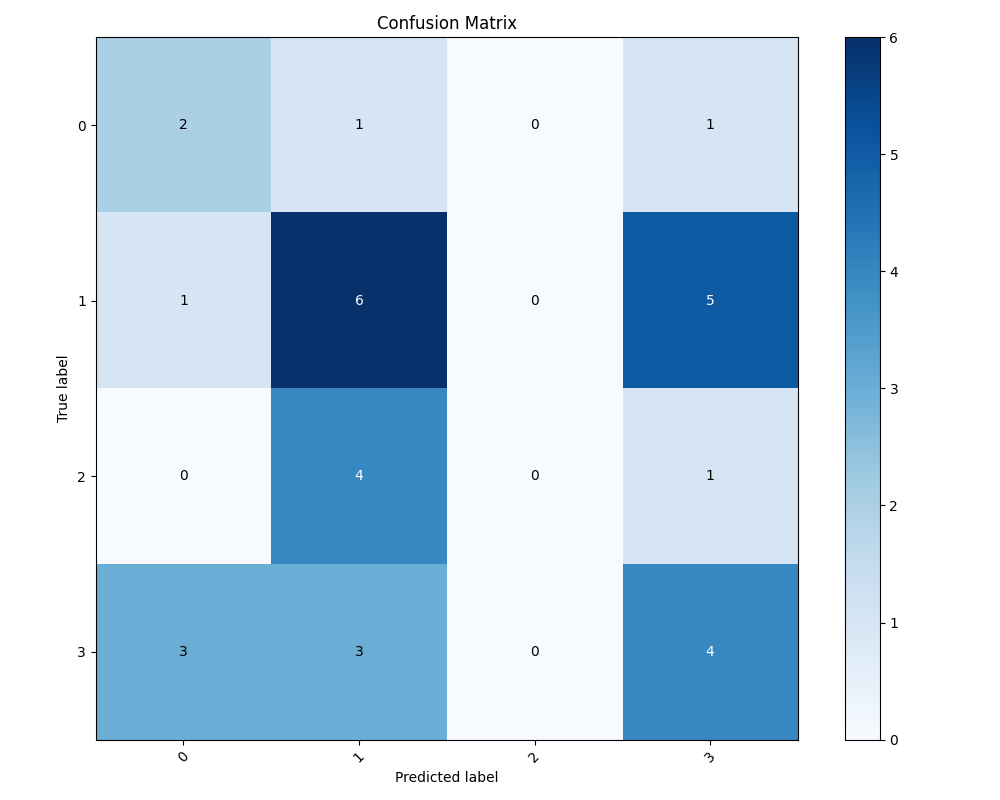 Confusion Matrix
0 2 1 0 1
1 1 6 0 5
2 0 4 0 1
3 3 3 0 4
0 1 2 3
True label
Predicted label
6
5
4
3
2
1
0